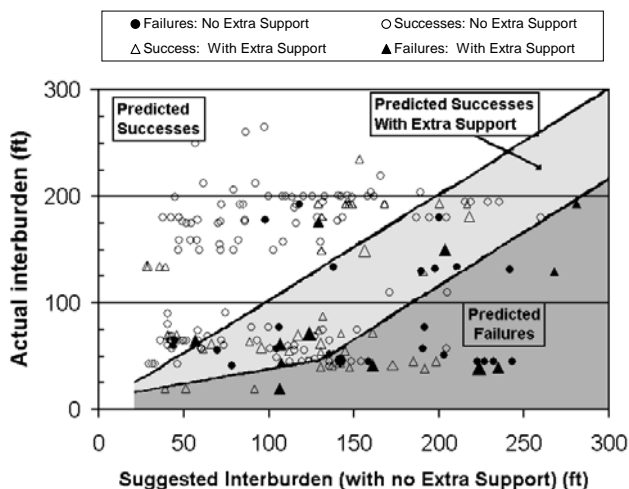 Failures: No Extra Support Successes: No Extra Support
Success: With Extra Support Failures: With Extra Support
300
Predicted
Successes
Predicted Successes
With Extra Support
200
Actual interburden (ft)
100
Predicted
Failures
0
0 50 100 150 200 250 300
Suggested Interburden (with no Extra Support) (ft)